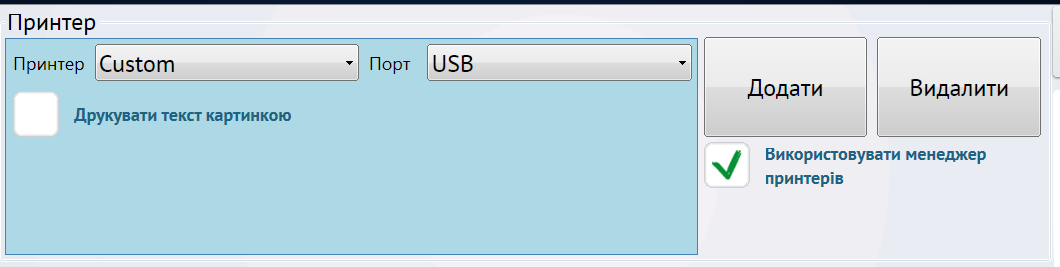 Принтер
Принтер Custom Порт USB
Друкувати текст картинкою
Додати Видалити
Використовувати менеджер
принтерів